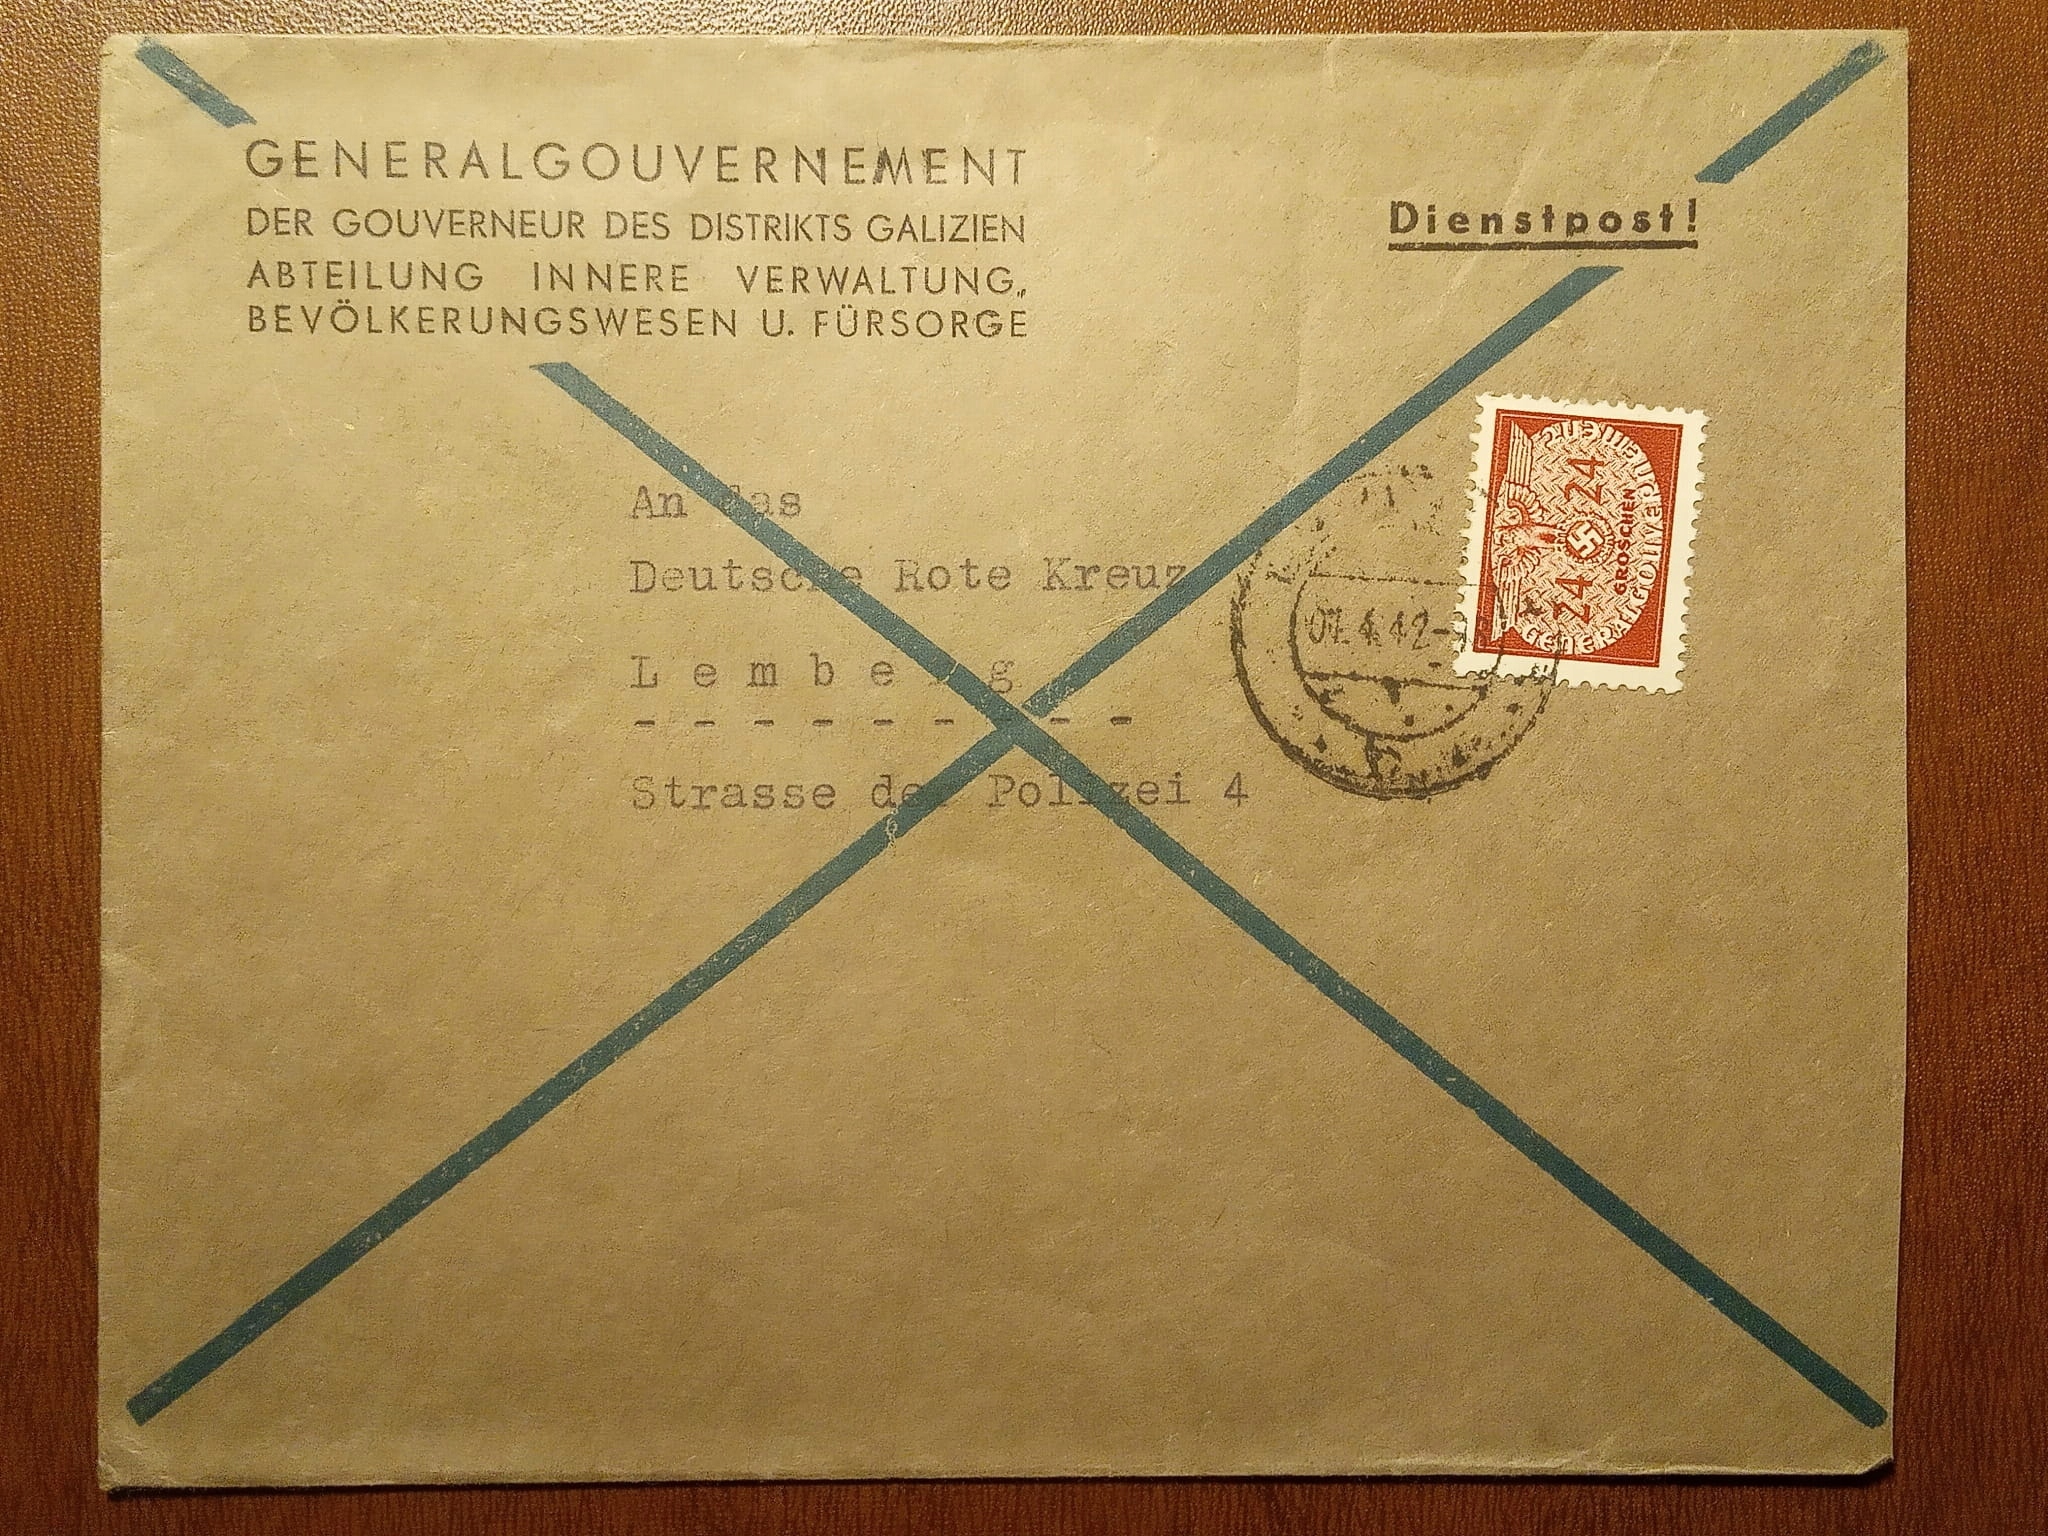 GENERALGOUVERNEMENT
DER GOUVERNEUR DES DISTRIKTS GALIZIEN
ABTEILUNG INNERE VERWALTUNG,
BEVÖLKERUNGSWESEN U. FÜRSORGE
Dienstpost!
An das
Deutsche Rote Kreuz
Lemberg
Strasse der Polizei 4
24 24
GROSCHEN
GENERALGOUVERNEMENT
07.4.42
b